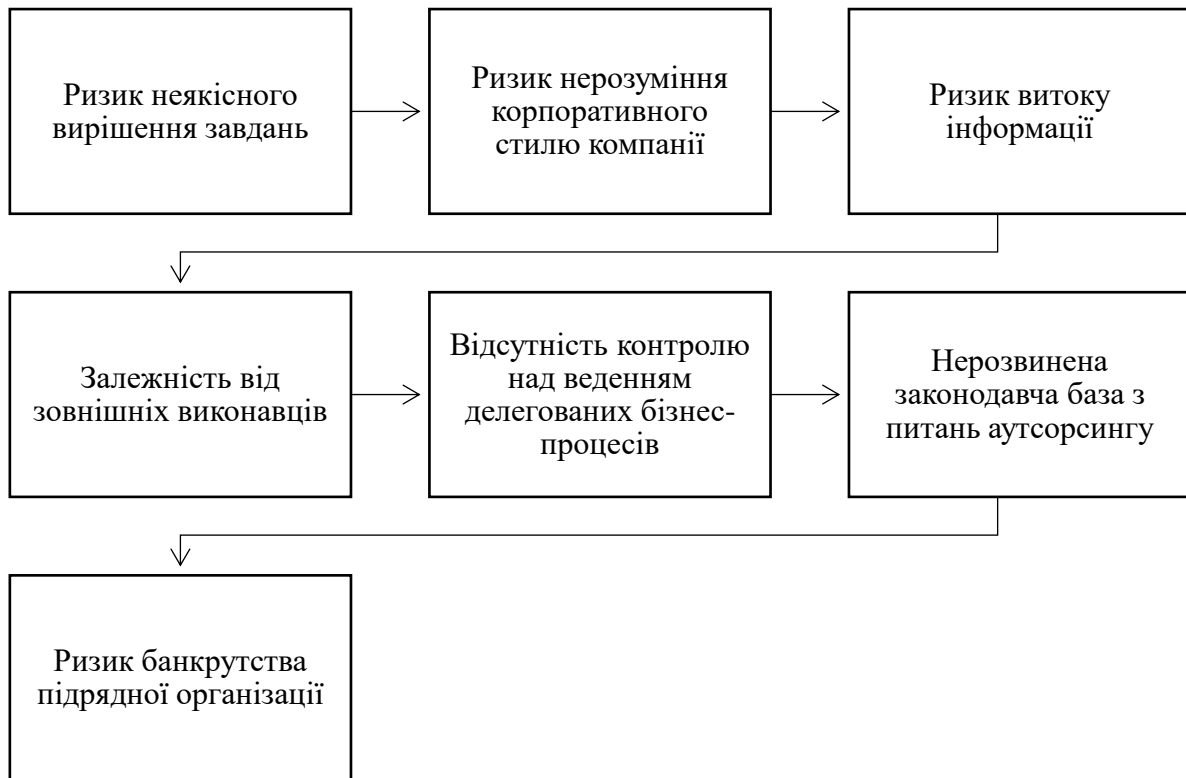 Ризик неякісного
вирішення завдань
Ризик нерозуміння
корпоративного
стилю компанії
Ризик витоку
інформації
Залежність від
зовнішніх виконавців
Відсутність контролю
над веденням
делегованих бізнес-
процесів
Нерозвинена
законодавча база з
питань аутсорсингу
Ризик банкрутства
підрядної організації